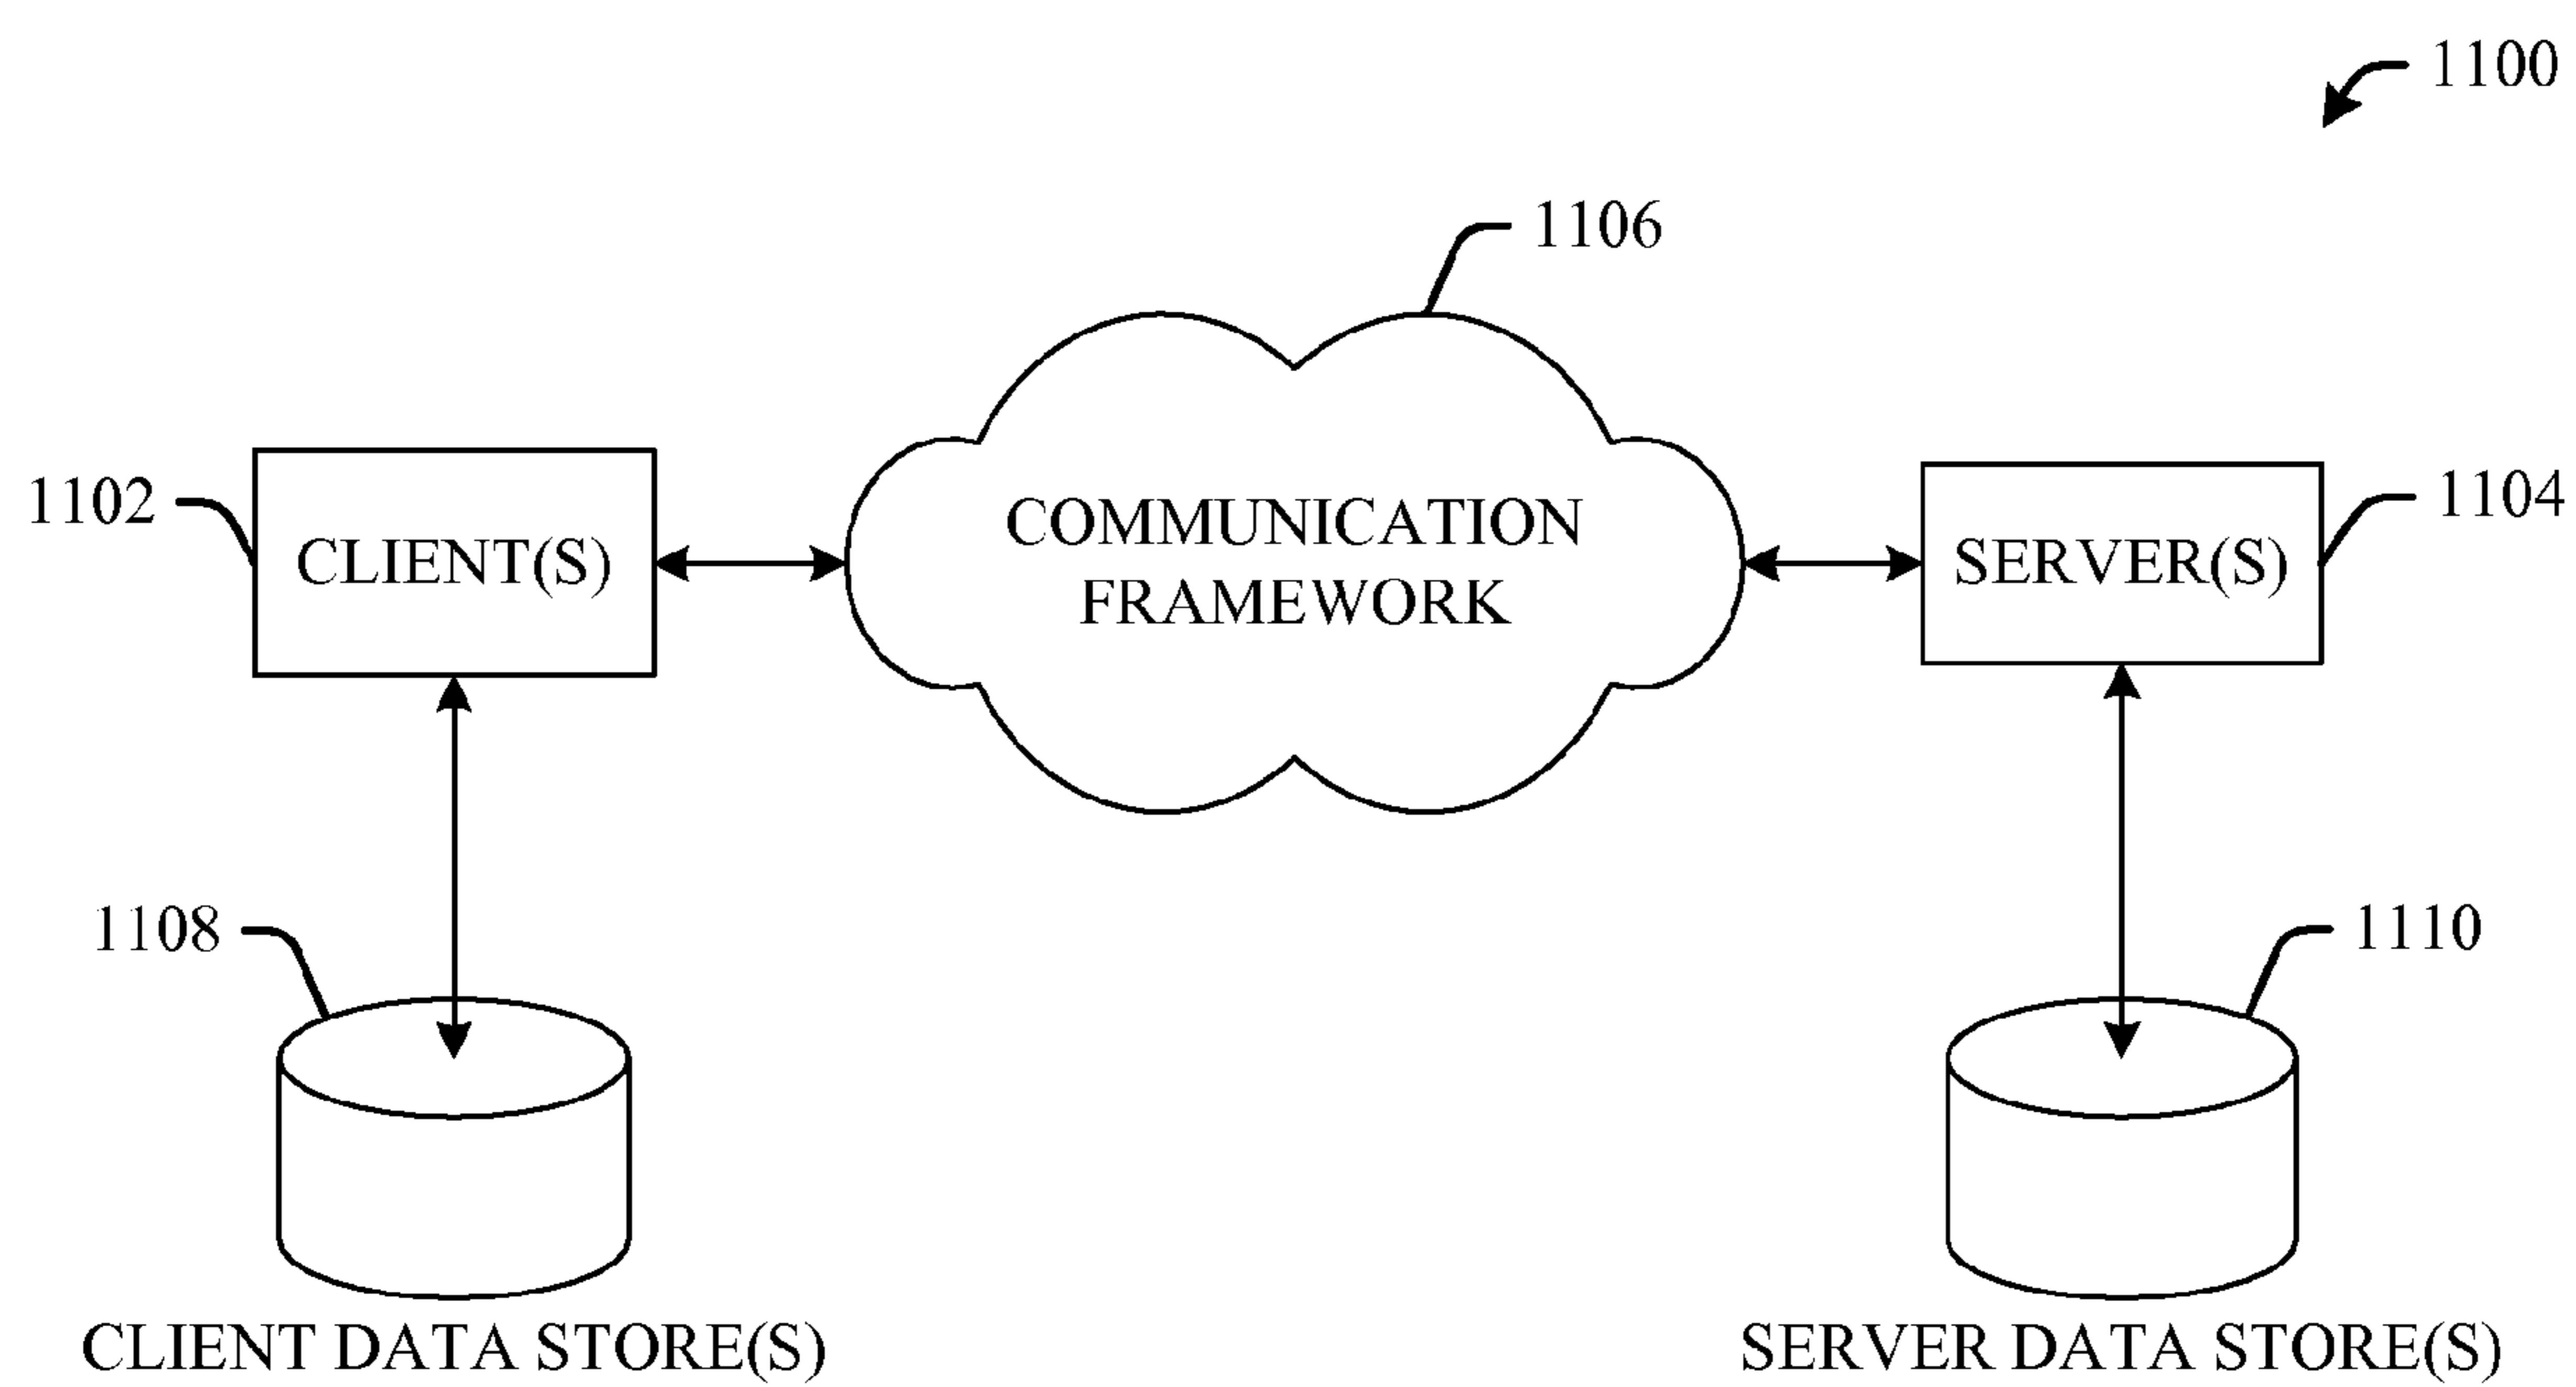 1100
1106
1102
CLIENT(S)
COMMUNICATION
FRAMEWORK
SERVER(S)
1104
1108
1110
CLIENT DATA STORE(S)
SERVER DATA STORE(S)